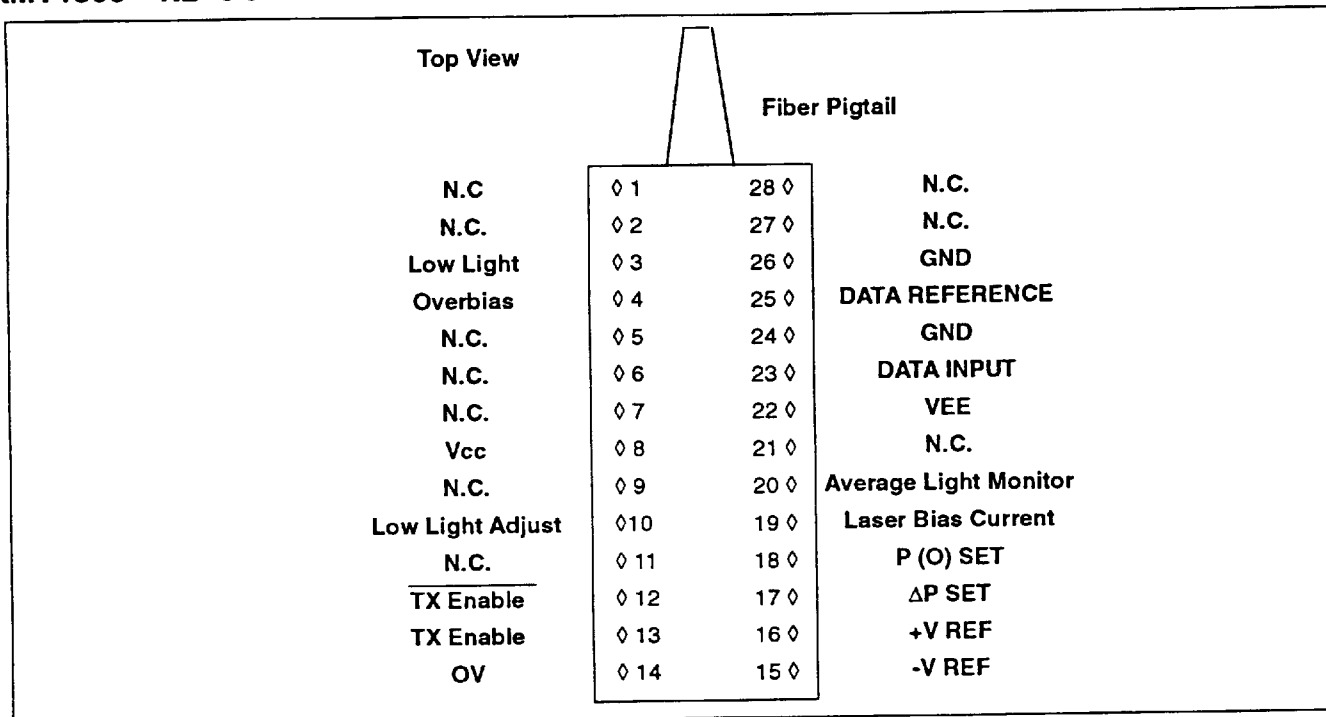 Top View
Fiber Pigtail
N.C ◊ 1 28 ◊ N.C.
N.C. ◊ 2 27 ◊ N.C.
Low Light ◊ 3 26 ◊ GND
Overbias ◊ 4 25 ◊ DATA REFERENCE
N.C. ◊ 5 24 ◊ GND
N.C. ◊ 6 23 ◊ DATA INPUT
N.C. ◊ 7 22 ◊ VEE
Vcc ◊ 8 21 ◊ N.C.
N.C. ◊ 9 20 ◊ Average Light Monitor
Low Light Adjust ◊10 19 ◊ Laser Bias Current
N.C. ◊ 11 18 ◊ P (O) SET
TX Enable ◊ 12 17 ◊ ΔP SET
TX Enable ◊ 13 16 ◊ +V REF
OV ◊ 14 15 ◊ -V REF